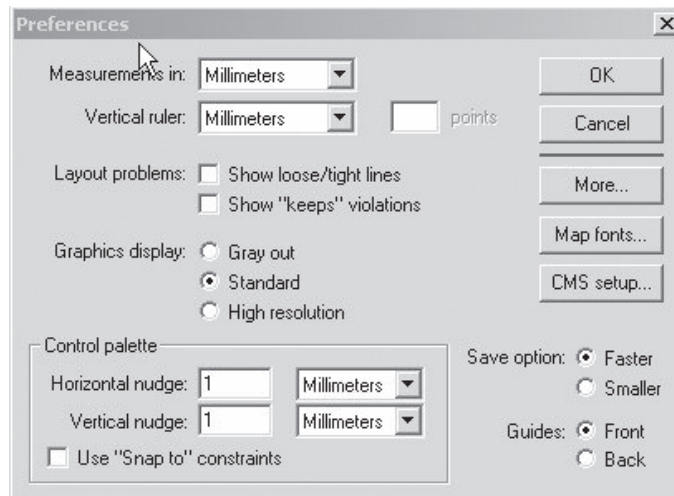 Preferences
Measurements in: Millimeters
OK
Vertical ruler: Millimeters points
Cancel
Layout problems: Show loose/tight lines
Show "keeps" violations
More...
Map fonts...
Graphics display: Gray out
Standard
High resolution
CMS setup...
Control palette
Horizontal nudge: 1 Millimeters
Vertical nudge: 1 Millimeters
Use "Snap to" constraints
Save option: Faster
Smaller
Guides: Front
Back